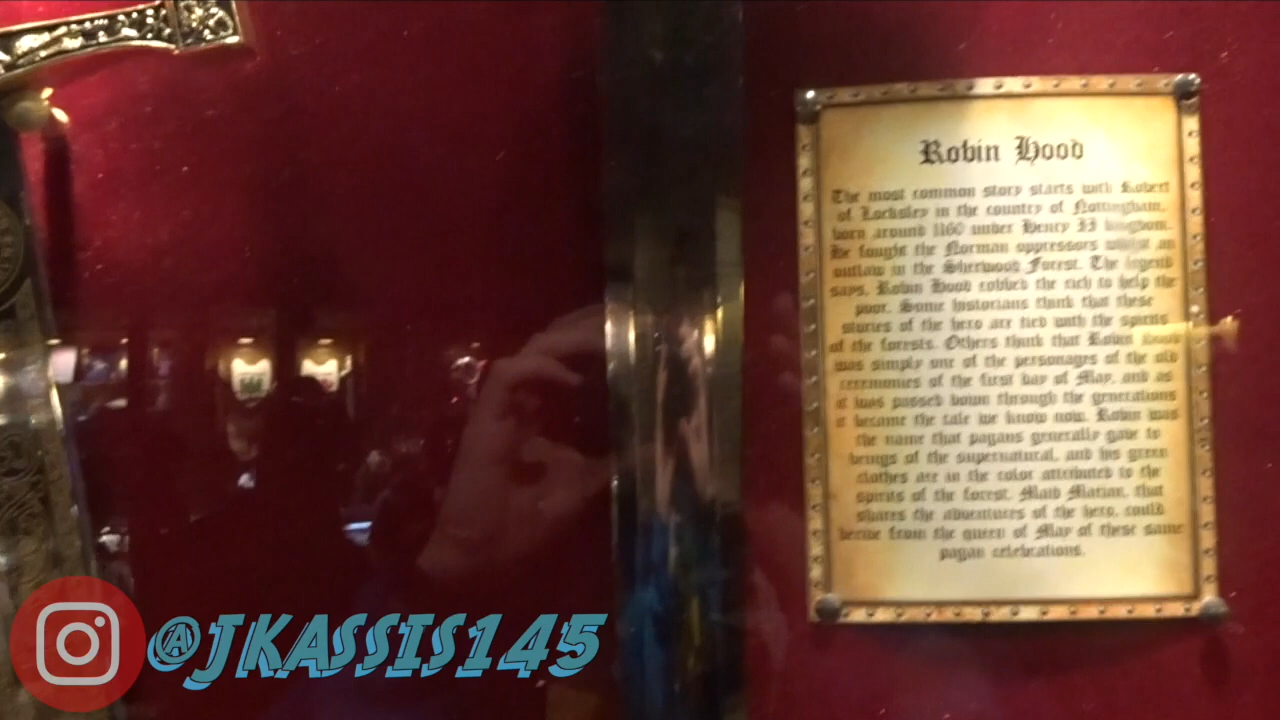 Robin Hood
The most common story starts with Robert
of Locksley in the country of Nottingham,
born around 1160 under Henry II kingdom.
He fought the Norman oppressors whilst an
outlaw in the Sherwood Forest. The legend
says, Robin Hood robbed the rich to help the
poor. Some historians think that these
stories of the hero are tied with the spirits
of the forests. Others think that Robin Hood
was simply one of the personages of the old
ceremonies of the first day of May, and as
it was passed down through the generations
it became the tale we know now. Robin was
the name that pagans generally gave to
beings of the supernatural, and his green
clothes are in the color attributed to the
spirits of the forest. Maid Marian, that
shares the adventures of the hero, could
derive from the queen of May of these same
pagan celebrations.
@JKASSIS145